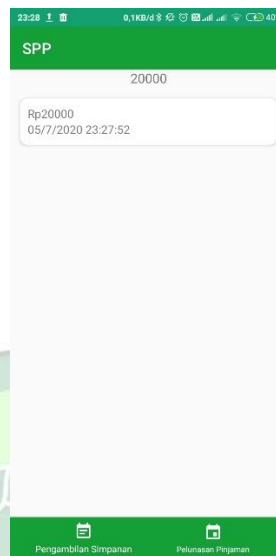 23:28 0,1KB/d 40
SPP
20000
Rp20000
05/7/2020 23:27:52
Pengambilan Simpanan Pelunasan Pinjaman